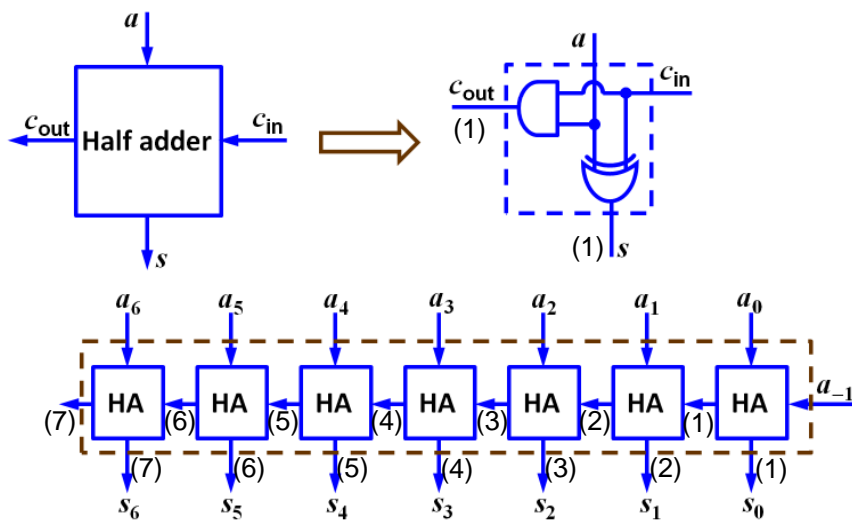 a
a
c_out
Half adder
c_in
c_out
c_in
(1)
s
(1)
s
a_6
a_5
a_4
a_3
a_2
a_1
a_0
HA
HA
HA
HA
HA
HA
HA
a_−1
(7)
(6)
(5)
(4)
(3)
(2)
(1)
(7)
(6)
(5)
(4)
(3)
(2)
(1)
s_6
s_5
s_4
s_3
s_2
s_1
s_0